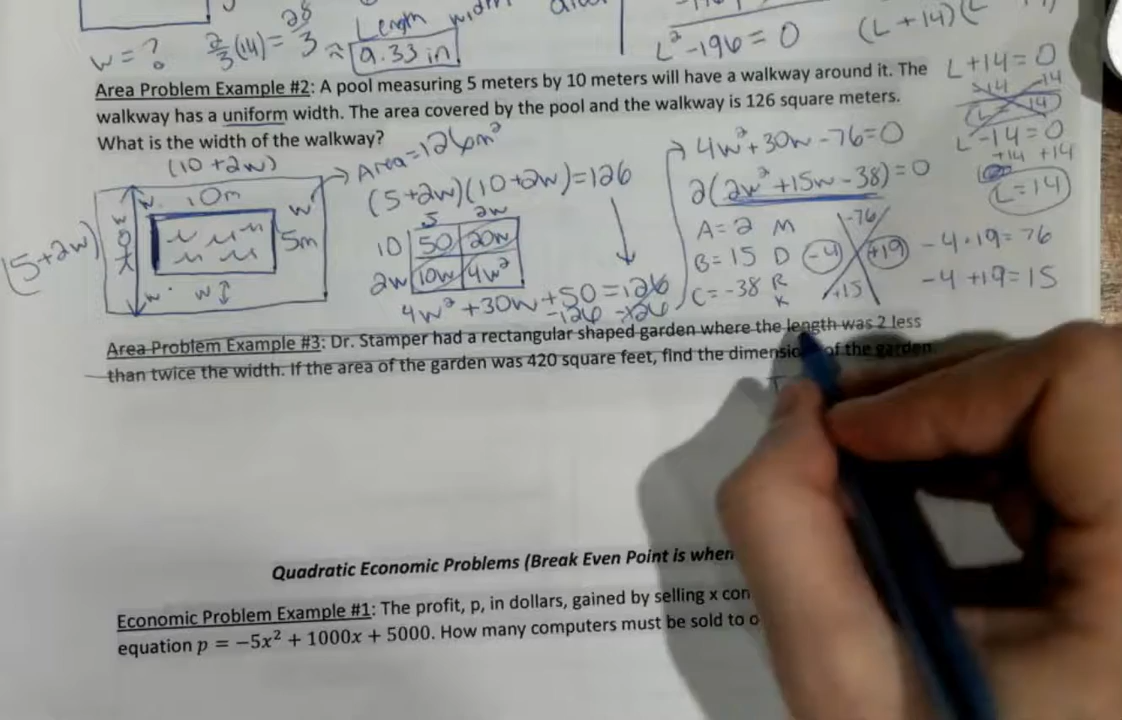 Length width
w = ? 2/3(14) = 28/3 ≈ 9.33 in
L² - 196 = 0
(L + 14)(L
Area Problem Example #2: A pool measuring 5 meters by 10 meters will have a walkway around it. The
walkway has a uniform width. The area covered by the pool and the walkway is 126 square meters.
What is the width of the walkway?
L + 14 = 0
-14 -14
L - 14 = 0
+14 +14
L = 14
(10 + 2w)
Area = 126m²
10m
w
5m
w
w
(5 + 2w)
(5 + 2w)(10 + 2w) = 126
5 2w
10 50 20w
2w 10w 4w²
4w² + 30w + 50 = 126
-126 -126
4w² + 30w - 76 = 0
2(2w² + 15w - 38) = 0
A = 2 M
B = 15 D
C = -38 R
K
-76
-4 +19
+15
-4 · 19 = 76
-4 + 19 = 15
Area Problem Example #3: Dr. Stamper had a rectangular shaped garden where the length was 2 less
than twice the width. If the area of the garden was 420 square feet, find the of the garden.
Quadratic Economic Problems (Break Even Point is when
Economic Problem Example #1: The profit, p, in dollars, gained by selling x
equation p = −5x² + 1000x + 5000. How many computers must be sold to